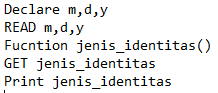 Declare m,d,y
READ m,d,y
Fucntion jenis_identitas()
GET jenis_identitas
Print jenis_identitas